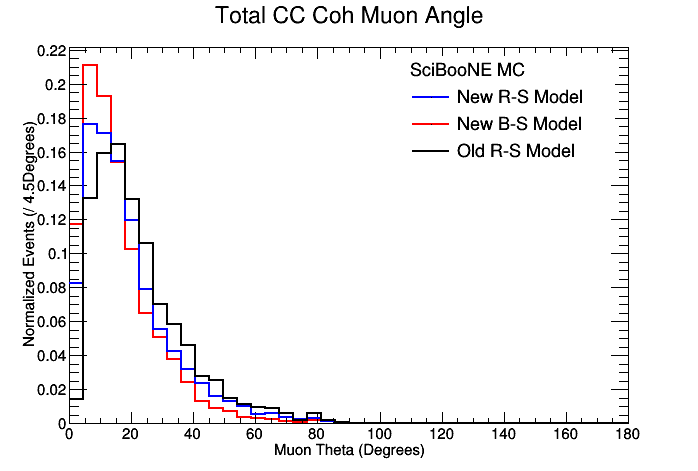 Total CC Coh Muon Angle
SciBooNE MC
New R-S Model
New B-S Model
Old R-S Model
Normalized Events (/ 4.5Degrees)
0.22
0.2
0.18
0.16
0.14
0.12
0.1
0.08
0.06
0.04
0.02
0
0 20 40 60 80 100 120 140 160 180
Muon Theta (Degrees)